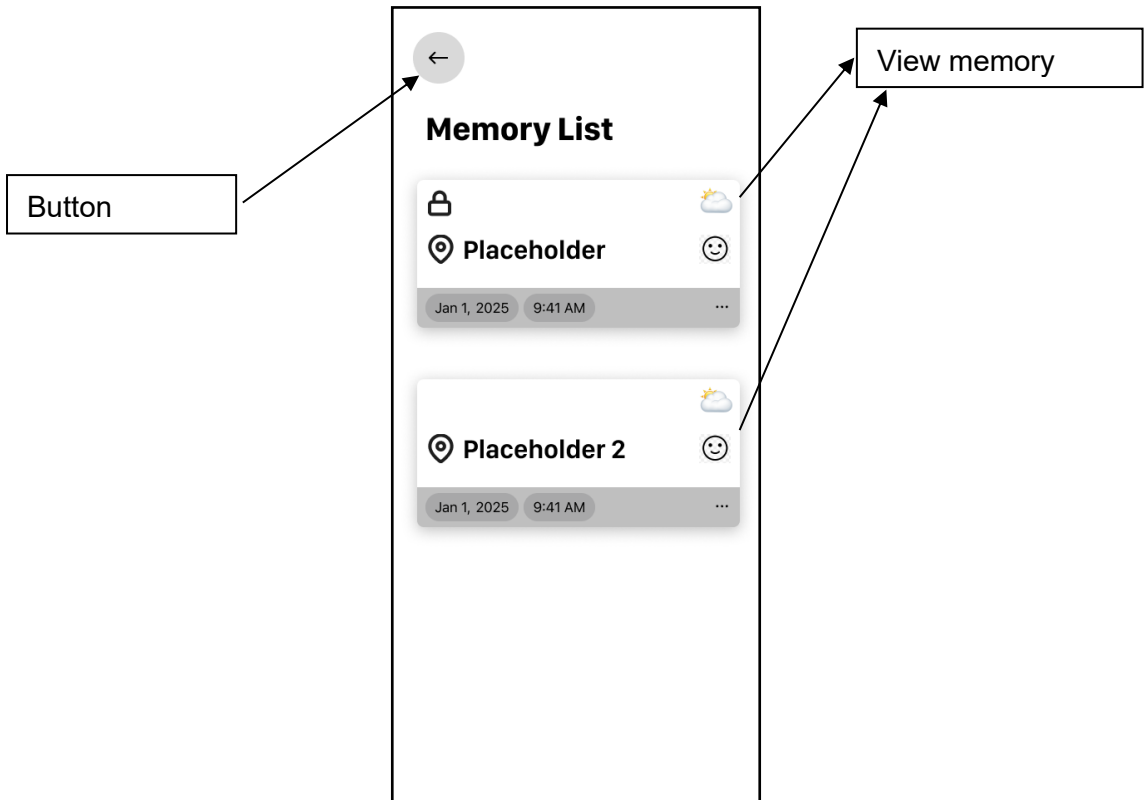 View memory
Memory List
Button
Placeholder
Jan 1, 2025 9:41 AM ...
Placeholder 2
Jan 1, 2025 9:41 AM ...